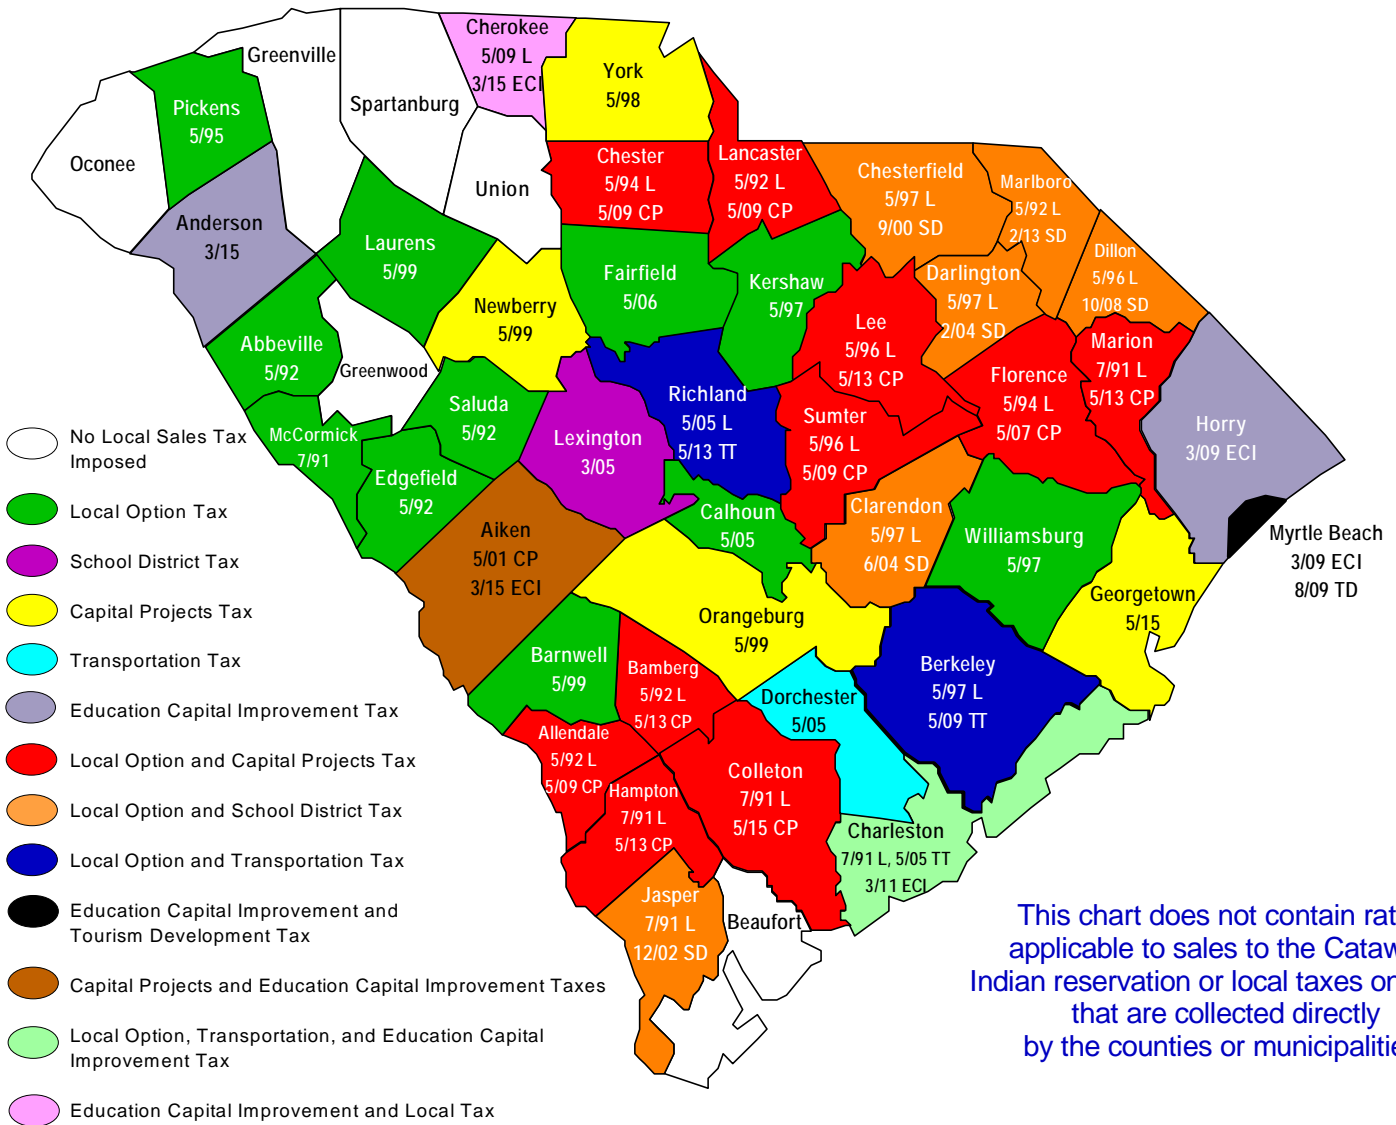 Cherokee
5/09 L
3/15 ECI
Greenville
York
5/98
Spartanburg
Pickens
5/95
Oconee
Union
Chester
5/94 L
5/09 CP
Lancaster
5/92 L
5/09 CP
Chesterfield
5/97 L
9/00 SD
Marlboro
5/92 L
2/13 SD
Anderson
3/15
Laurens
5/99
Dillon
5/96 L
10/08 SD
Fairfield
5/06
Kershaw
5/97
Darlington
5/97 L
2/04 SD
Newberry
5/99
Lee
5/96 L
5/13 CP
Marion
7/91 L
5/13 CP
Abbeville
5/92
Greenwood
Florence
5/94 L
5/07 CP
Richland
5/05 L
5/13 TT
Saluda
5/92
Sumter
5/96 L
5/09 CP
Horry
3/09 ECI
McCormick
7/91
Lexington
3/05
Edgefield
5/92
Calhoun
5/05
Clarendon
5/97 L
6/04 SD
Aiken
5/01 CP
3/15 ECI
Williamsburg
5/97
Myrtle Beach
3/09 ECI
8/09 TD
Georgetown
5/15
Orangeburg
5/99
Barnwell
5/99
Bamberg
5/92 L
5/13 CP
Berkeley
5/97 L
5/09 TT
Dorchester
5/05
Allendale
5/92 L
5/09 CP
Colleton
7/91 L
5/15 CP
Hampton
7/91 L
5/13 CP
Charleston
7/91 L, 5/05 TT
3/11 ECI
Jasper
7/91 L
12/02 SD
Beaufort
No Local Sales Tax
Imposed
Local Option Tax
School District Tax
Capital Projects Tax
Transportation Tax
Education Capital Improvement Tax
Local Option and Capital Projects Tax
Local Option and School District Tax
Local Option and Transportation Tax
Education Capital Improvement and
Tourism Development Tax
Capital Projects and Education Capital Improvement Taxes
Local Option, Transportation, and Education Capital
Improvement Tax
Education Capital Improvement and Local Tax
This chart does not contain rat
applicable to sales to the Cataw
Indian reservation or local taxes on
that are collected directly
by the counties or municipalitie